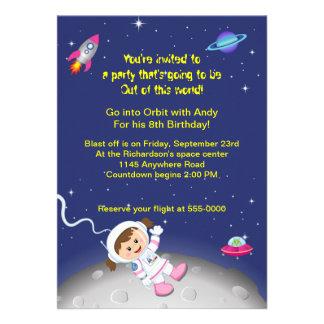 You're invited to
a party that's going to be
Out of this world!
Go into Orbit with Andy
For his 8th Birthday!
Blast off is on Friday, September 23rd
At the Richardson's space center
1145 Anywhere Road
Countdown begins 2:00 PM.
Reserve your flight at 555-0000